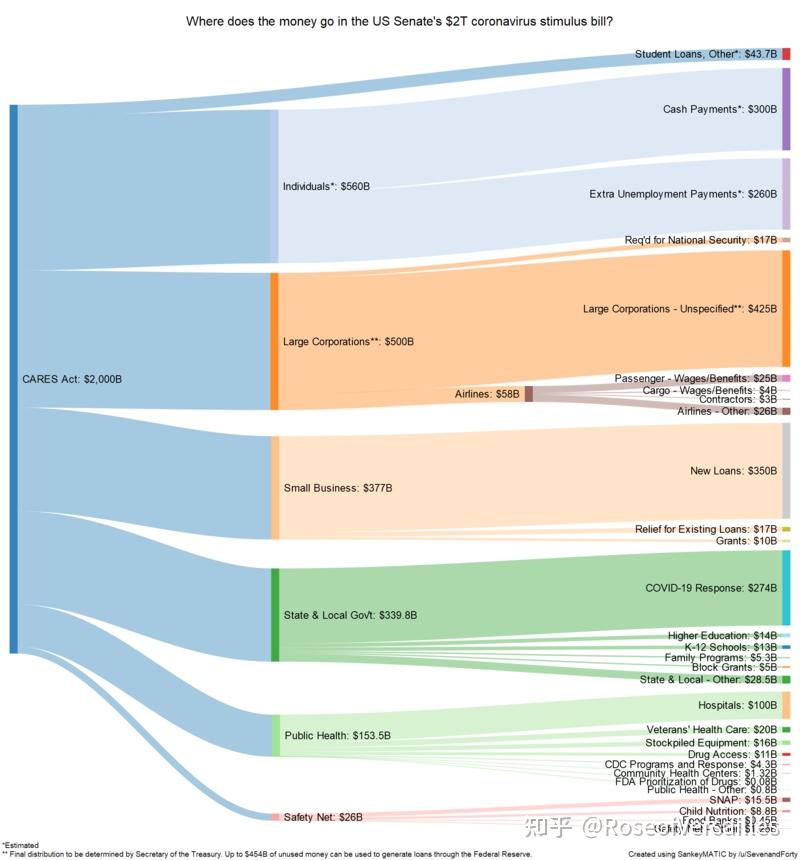 Where does the money go in the US Senate's $2T coronavirus stimulus bill?
Student Loans, Other*: $43.7B
Cash Payments*: $300B
Individuals*: $560B
Extra Unemployment Payments*: $260B
Req'd for National Security: $17B
Large Corporations - Unspecified**: $425B
Large Corporations**: $500B
CARES Act: $2,000B
Passenger - Wages/Benefits: $25B
Cargo - Wages/Benefits: $4B
Airlines: $58B
Contractors: $3B
Airlines - Other: $26B
New Loans: $350B
Small Business: $377B
Relief for Existing Loans: $17B
Grants: $10B
COVID-19 Response: $274B
State & Local Gov't: $339.8B
Higher Education: $14B
K-12 Schools: $13B
Family Programs: $5.3B
Block Grants: $5B
State & Local - Other: $28.5B
Hospitals: $100B
Veterans' Health Care: $20B
Public Health: $153.5B
Stockpiled Equipment: $16B
Drug Access: $11B
CDC Programs and Response: $4.3B
Community Health Centers: $1.32B
FDA Prioritization of Drugs: $0.08B
Public Health - Other: $0.8B
SNAP: $15.5B
Child Nutrition: $8.8B
Safety Net: $26B
Food Banks: $0.45B
Safety Net - Other:
知乎
*Estimated
** Final distribution to be determined by Secretary of the Treasury. Up to $454B of unused money can be used to generate loans through the Federal Reserve.
Created using SankeyMATIC by /u/SevenandForty